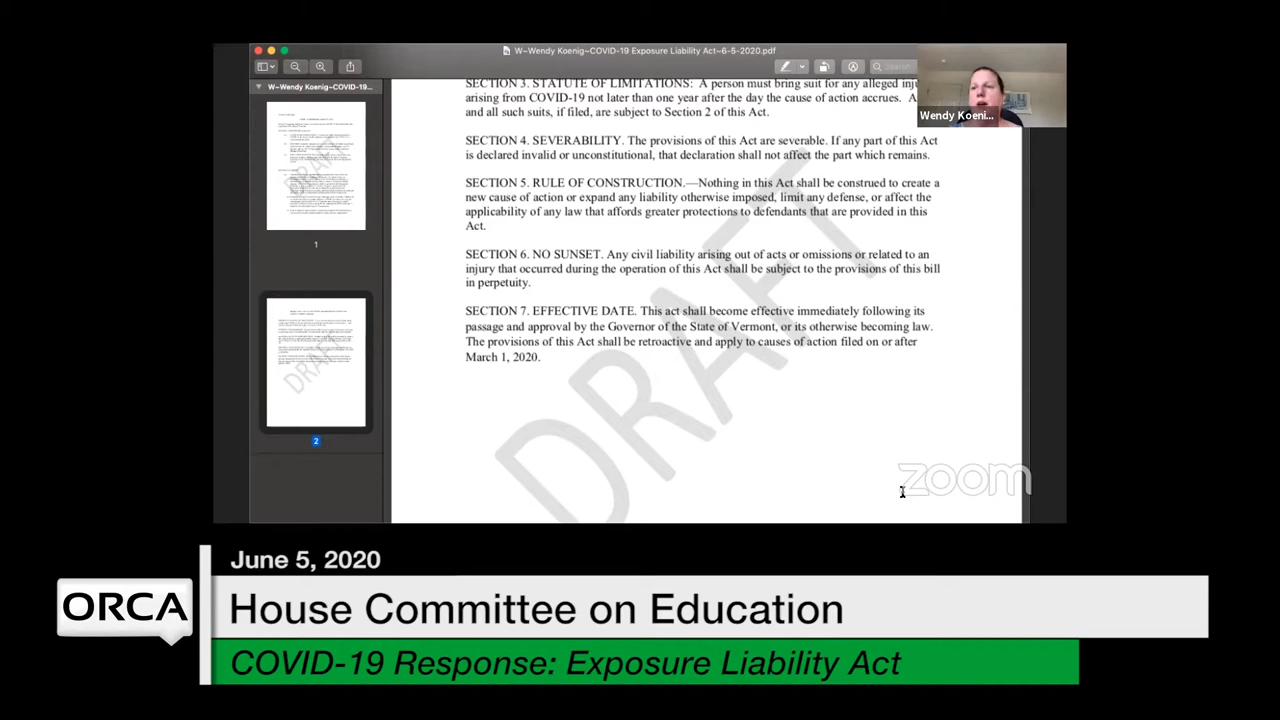 W~Wendy Koenig~COVID-19 Exposure Liability Act~6-5-2020.pdf
Search
W~Wendy Koenig~COVID-19...
Wendy Koeni...
SECTION 3. STATUTE OF LIMITATIONS: A person must bring suit for any alleged inju
arising from COVID-19 not later than one year after the day the cause of action accrues. A
and all such suits, if filed, are subject to Section 2 of this Act.
SECTION 4. SEVERABILITY. The provisions of this Act are severable. If any part of this Act
is declared invalid or unconstitutional, that declaration shall not affect the part which remains.
SECTION 5. RULE OF CONSTRUCTION.—Nothing in this Act shall be construed to create a
new cause of action or expand any liability otherwise imposed, limit any defense, or affect the
applicability of any law that affords greater protections to defendants that are provided in this
Act.
SECTION 6. NO SUNSET. Any civil liability arising out of acts or omissions or related to an
injury that occurred during the operation of this Act shall be subject to the provisions of this bill
in perpetuity.
SECTION 7. EFFECTIVE DATE. This act shall become effective immediately following its
passage and approval by the Governor of the State Vermont, or its otherwise becoming law.
The provisions of this Act shall be retroactive and apply to causes of action filed on or after
March 1, 2020.
DRAFT
DRAFT
1
DRAFT
2
zoom
June 5, 2020
ORCA
House Committee on Education
COVID-19 Response: Exposure Liability Act